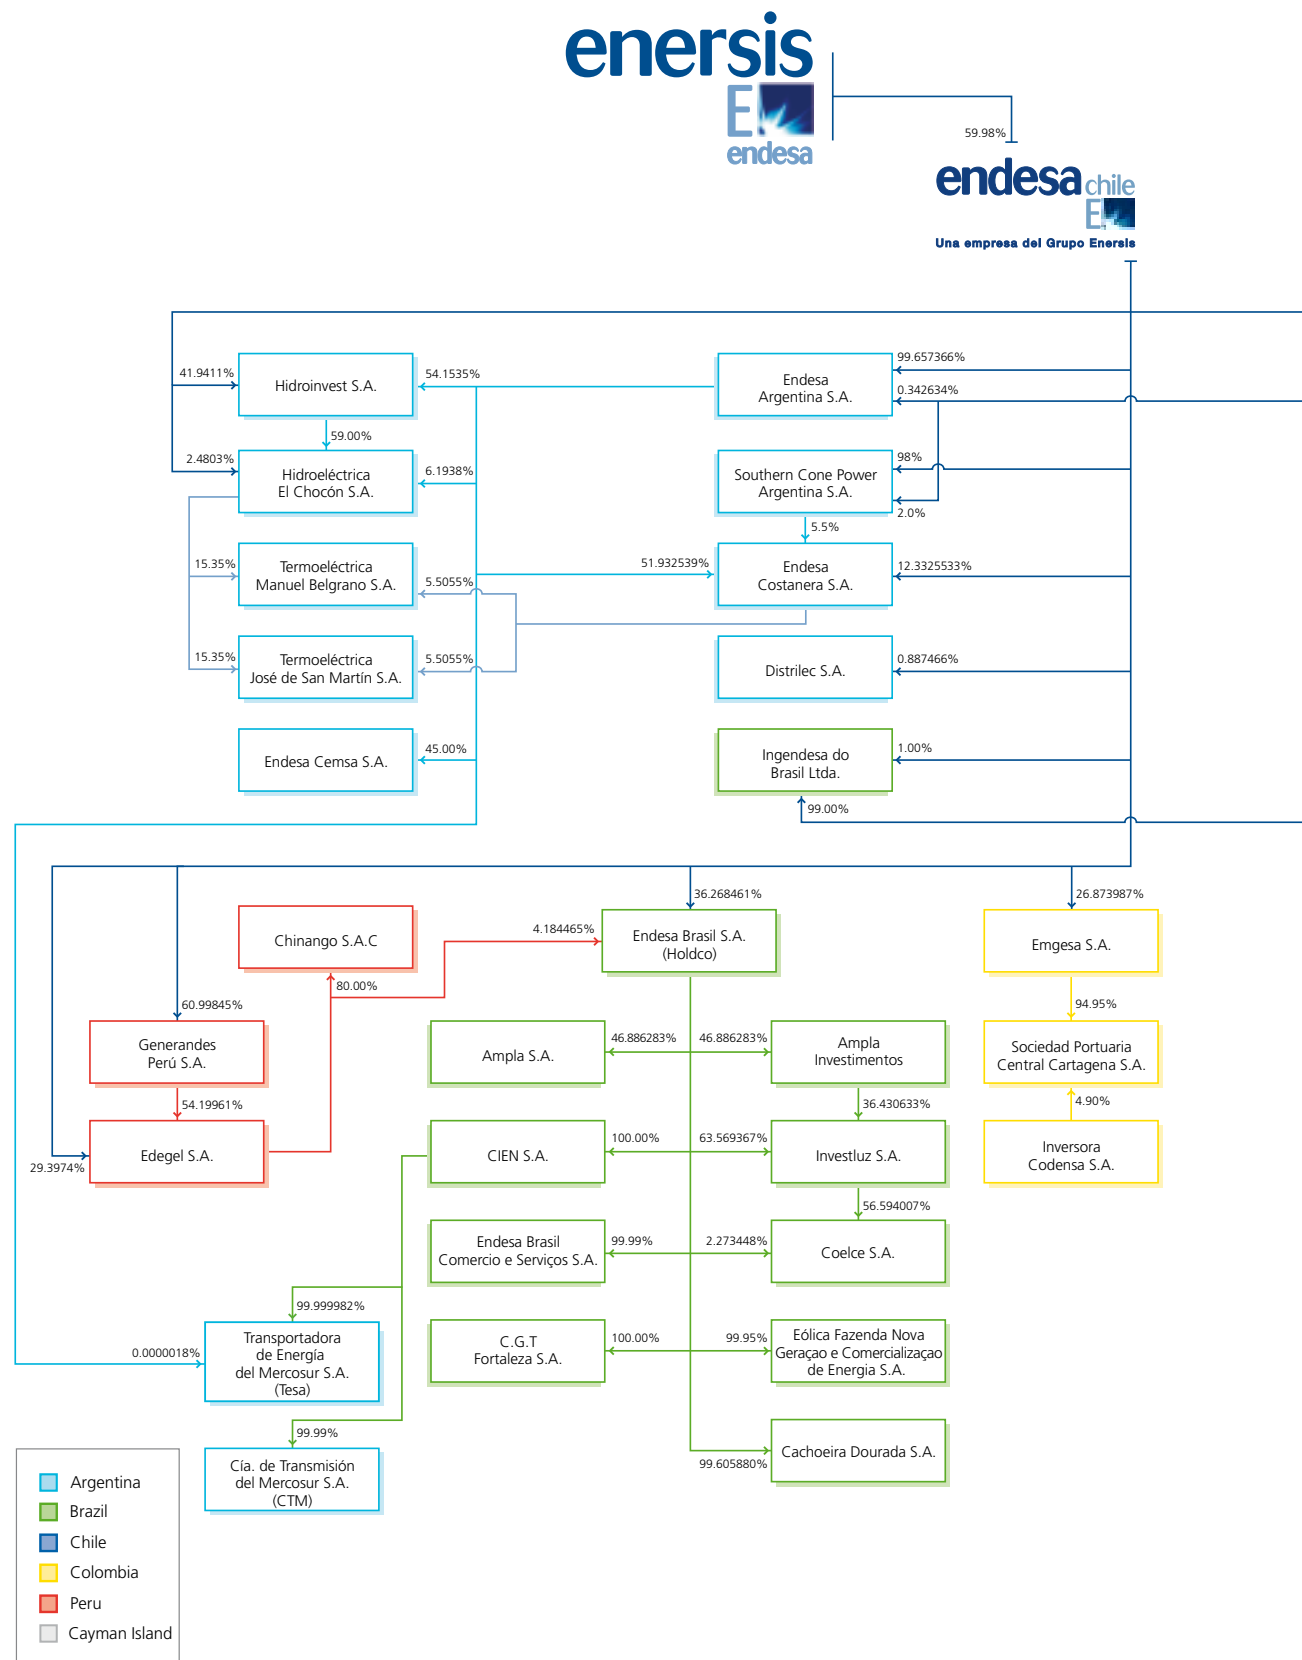 enersis
E
endesa
59.98%
endesa chile
E
Una empresa del Grupo Enersis
41.9411%
Hidroinvest S.A.
54.1535%
Endesa
Argentina S.A.
99.657366%
0.342634%
59.00%
2.4803%
Hidroeléctrica
El Chocón S.A.
6.1938%
Southern Cone Power
Argentina S.A.
98%
2.0%
5.5%
15.35%
Termoeléctrica
Manuel Belgrano S.A.
5.5055%
51.932539%
Endesa
Costanera S.A.
12.3325533%
15.35%
Termoeléctrica
José de San Martín S.A.
5.5055%
Distrilec S.A.
0.887466%
Endesa Cemsa S.A.
45.00%
Ingendesa do
Brasil Ltda.
1.00%
99.00%
36.268461%
26.873987%
Chinango S.A.C
4.184465%
Endesa Brasil S.A.
(Holdco)
Emgesa S.A.
80.00%
60.99845%
94.95%
Generandes
Perú S.A.
Ampla S.A.
46.886283%
46.886283%
Ampla
Investimentos
Sociedad Portuaria
Central Cartagena S.A.
54.19961%
36.430633%
4.90%
29.3974%
Edegel S.A.
CIEN S.A.
100.00%
63.569367%
Investluz S.A.
Inversora
Codensa S.A.
56.594007%
Endesa Brasil
Comercio e Serviços S.A.
99.99%
2.273448%
Coelce S.A.
99.999982%
0.0000018%
Transportadora
de Energía
del Mercosur S.A.
(Tesa)
C.G.T
Fortaleza S.A.
100.00%
99.95%
Eólica Fazenda Nova
Geraçao e Comercializaçao
de Energia S.A.
99.99%
Cía. de Transmisión
del Mercosur S.A.
(CTM)
99.605880%
Cachoeira Dourada S.A.
Argentina
Brazil
Chile
Colombia
Peru
Cayman Island